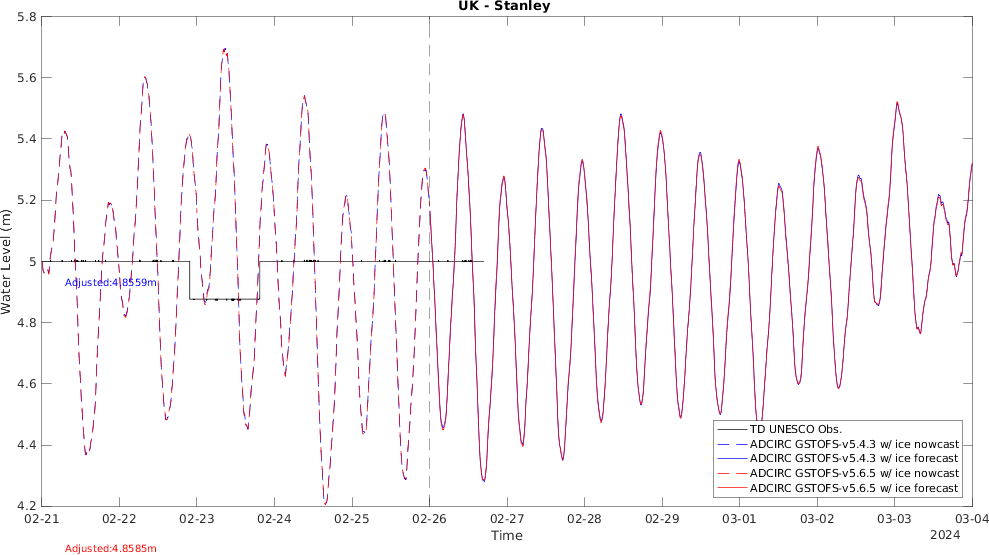 UK - Stanley
5.8
5.6
5.4
5.2
5
4.8
4.6
4.4
4.2
Water Level (m)
Adjusted:4.8559m
TD UNESCO Obs.
ADCIRC GSTOFS-v5.4.3 w/ ice nowcast
ADCIRC GSTOFS-v5.4.3 w/ ice forecast
ADCIRC GSTOFS-v5.6.5 w/ ice nowcast
ADCIRC GSTOFS-v5.6.5 w/ ice forecast
02-21 02-22 02-23 02-24 02-25 02-26 02-27 02-28 02-29 03-01 03-02 03-03 03-04
Time
2024
Adjusted:4.8585m